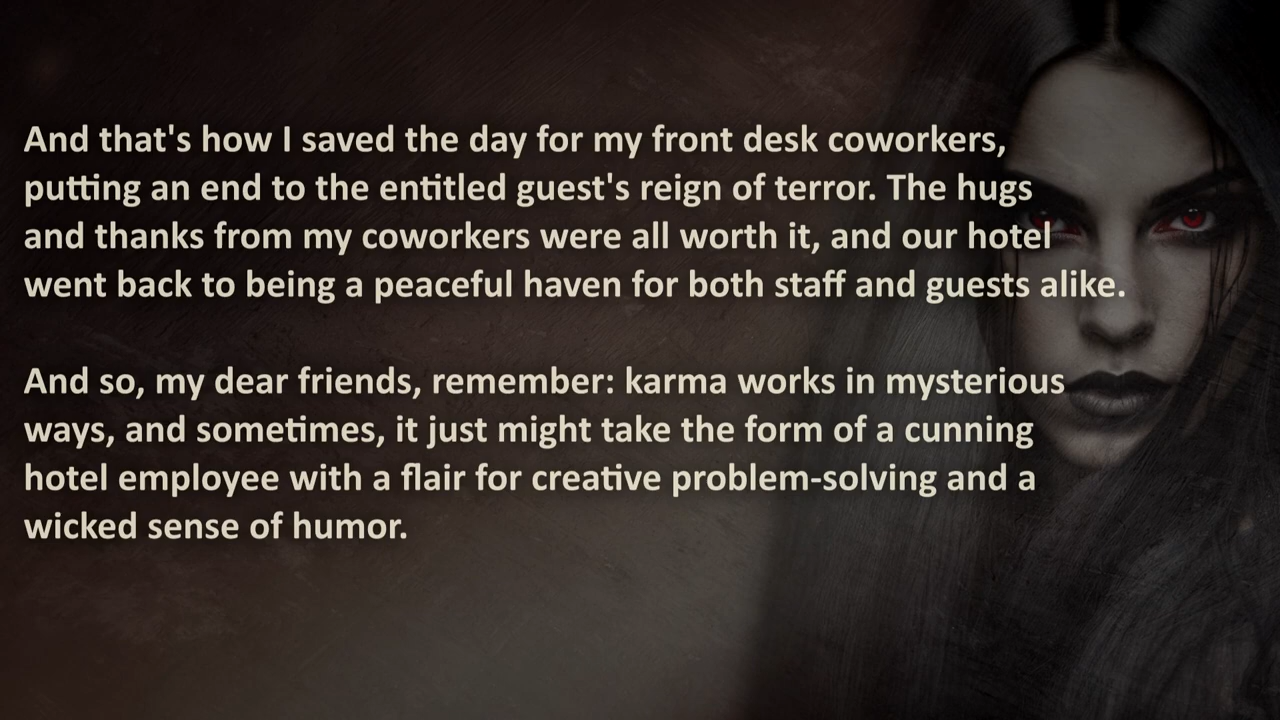 And that's how I saved the day for my front desk coworkers,
putting an end to the entitled guest's reign of terror. The hugs
and thanks from my coworkers were all worth it, and our hotel
went back to being a peaceful haven for both staff and guests alike.
And so, my dear friends, remember: karma works in mysterious
ways, and sometimes, it just might take the form of a cunning
hotel employee with a flair for creative problem-solving and a
wicked sense of humor.